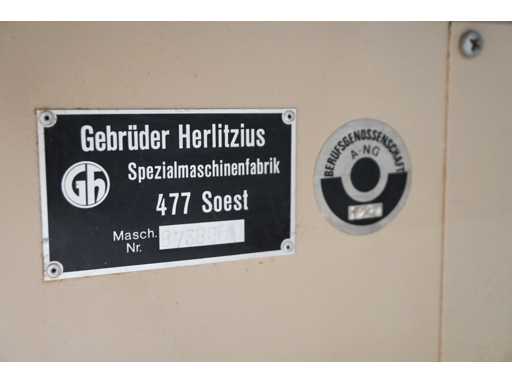 Gebrüder Herlitzius
Gh
Spezialmaschinenfabrik
477 Soest
Masch.
Nr.
BERUFSGENOSSENSCHAFT
A-NG